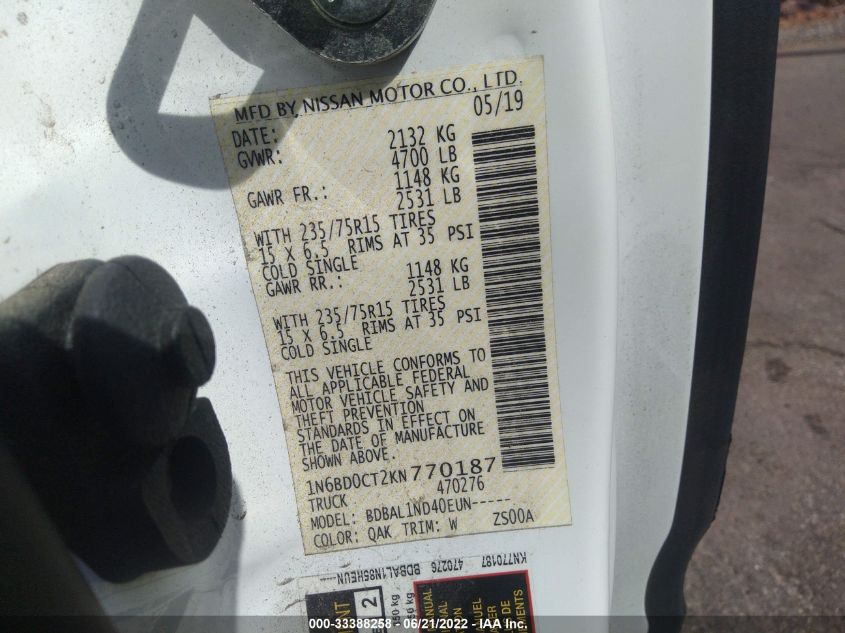 MFD BY NISSAN MOTOR CO., LTD.
DATE: 05/19
GVWR: 2132 KG
4700 LB
GAWR FR.: 1148 KG
2531 LB
WITH 235/75R15 TIRES
15 X 6.5 RIMS AT 35 PSI
COLD SINGLE
GAWR RR.: 1148 KG
2531 LB
WITH 235/75R15 TIRES
15 X 6.5 RIMS AT 35 PSI
COLD SINGLE
THIS VEHICLE CONFORMS TO
ALL APPLICABLE FEDERAL
MOTOR VEHICLE SAFETY AND
THEFT PREVENTION
STANDARDS IN EFFECT ON
THE DATE OF MANUFACTURE
SHOWN ABOVE.
1N6BD0CT2KN770187
TRUCK 470276
MODEL: BDBAL1ND40EUN-----
COLOR: QAK TRIM: W ZS00A
KN770187 470276 BDBAL1N85HEUN-----
2
000-33388258 - 06/21/2022 - IAAI.COM